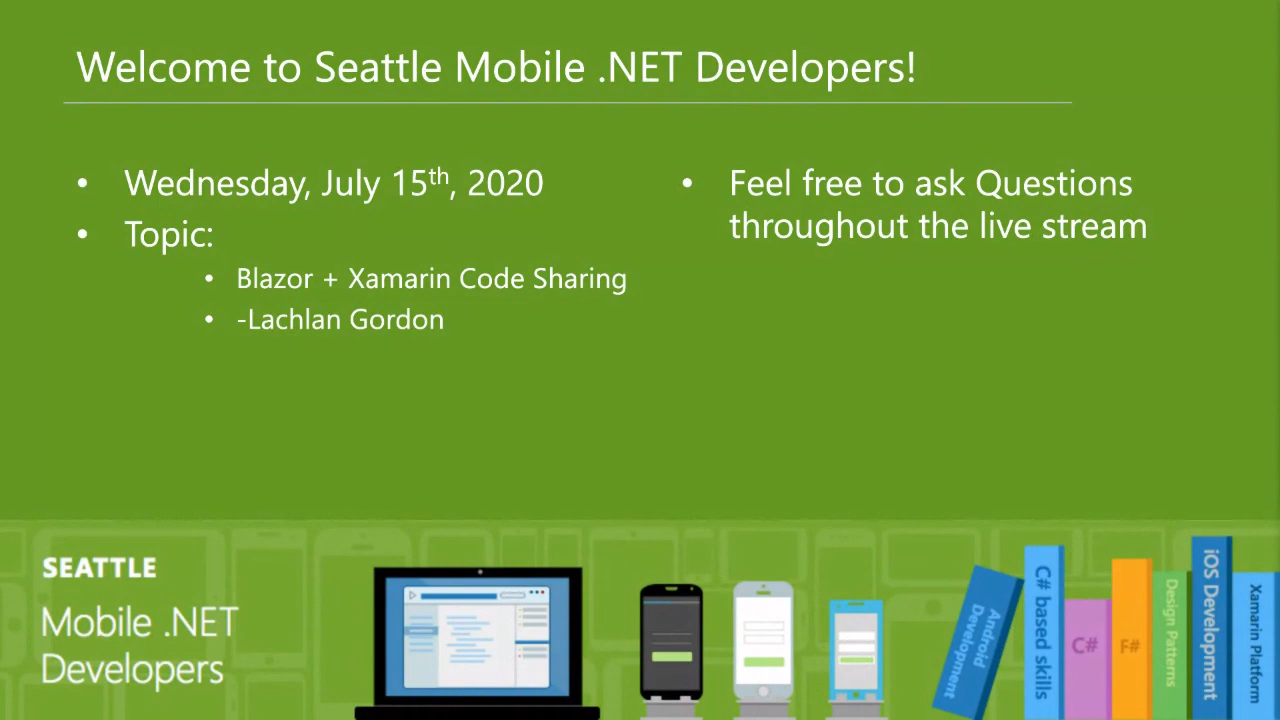 Welcome to Seattle Mobile .NET Developers!
• Wednesday, July 15th, 2020
• Topic:
• Blazor + Xamarin Code Sharing
• -Lachlan Gordon
• Feel free to ask Questions
throughout the live stream
SEATTLE
Mobile .NET
Developers
Android
Development
C# based skills
C#
F#
Design Patterns
iOS Development
Xamarin Platform